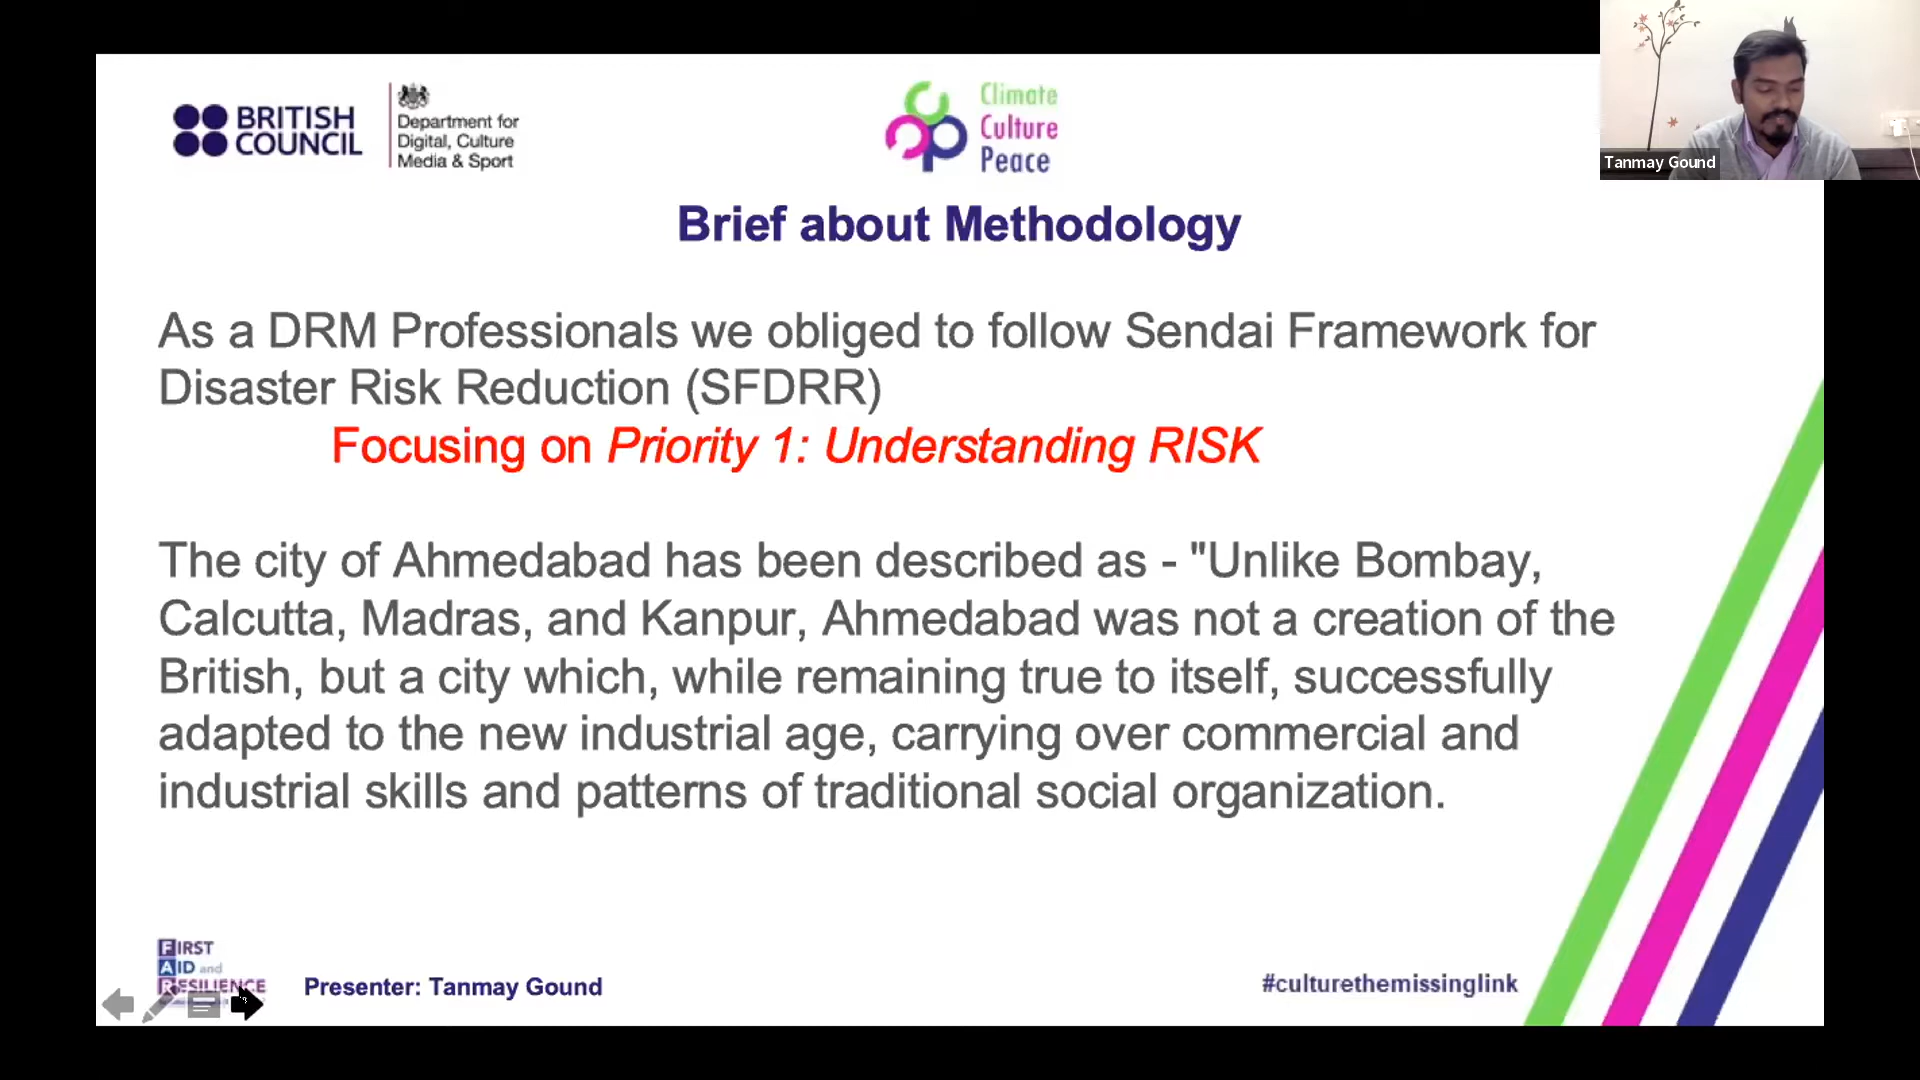 BRITISH
COUNCIL
Department for
Digital, Culture
Media & Sport
Climate
Culture
Peace
Tanmay Gound
Brief about Methodology
As a DRM Professionals we obliged to follow Sendai Framework for
Disaster Risk Reduction (SFDRR)
Focusing on Priority 1: Understanding RISK
The city of Ahmedabad has been described as - "Unlike Bombay,
Calcutta, Madras, and Kanpur, Ahmedabad was not a creation of the
British, but a city which, while remaining true to itself, successfully
adapted to the new industrial age, carrying over commercial and
industrial skills and patterns of traditional social organization.
FIRST
AID and
RESILIENCE
Presenter: Tanmay Gound
#culturethemissinglink